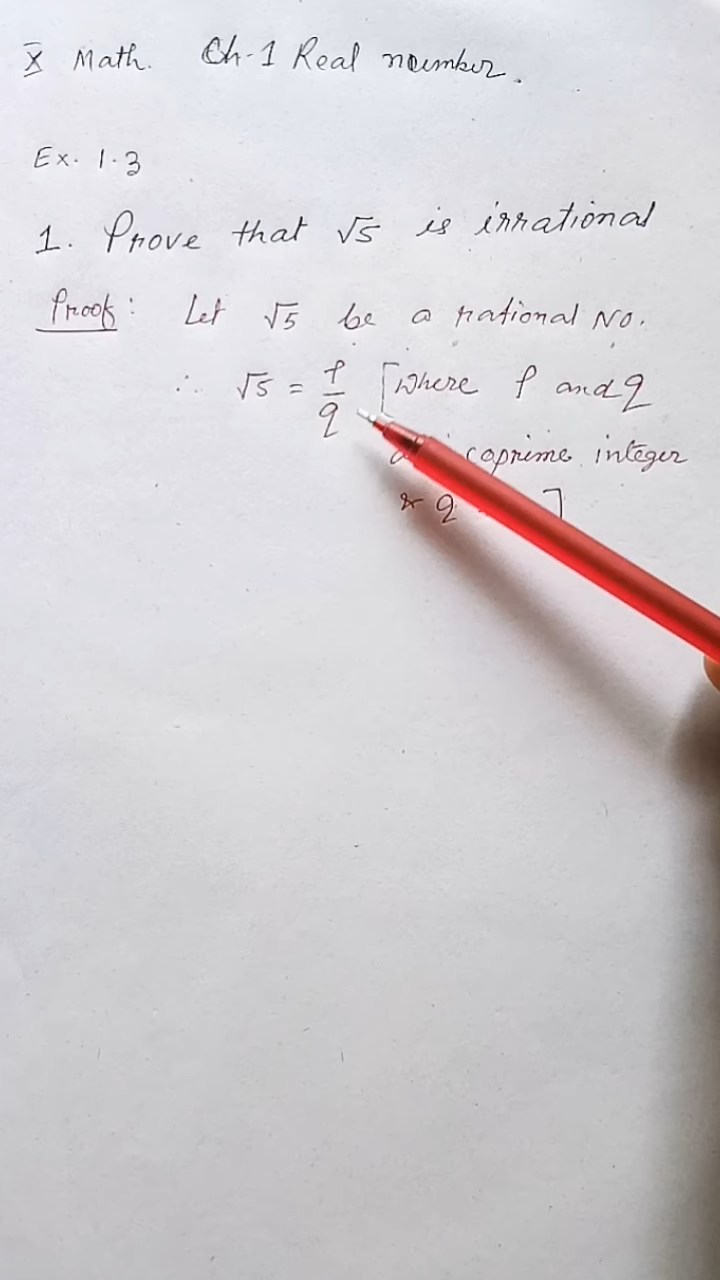 X Math. Ch-1 Real number.
Ex. 1.3
1. Prove that √5 is irrational
Proof: Let √5 be a rational No.
∴ √5 = p/q [where p and q
coprime integer
& q ]